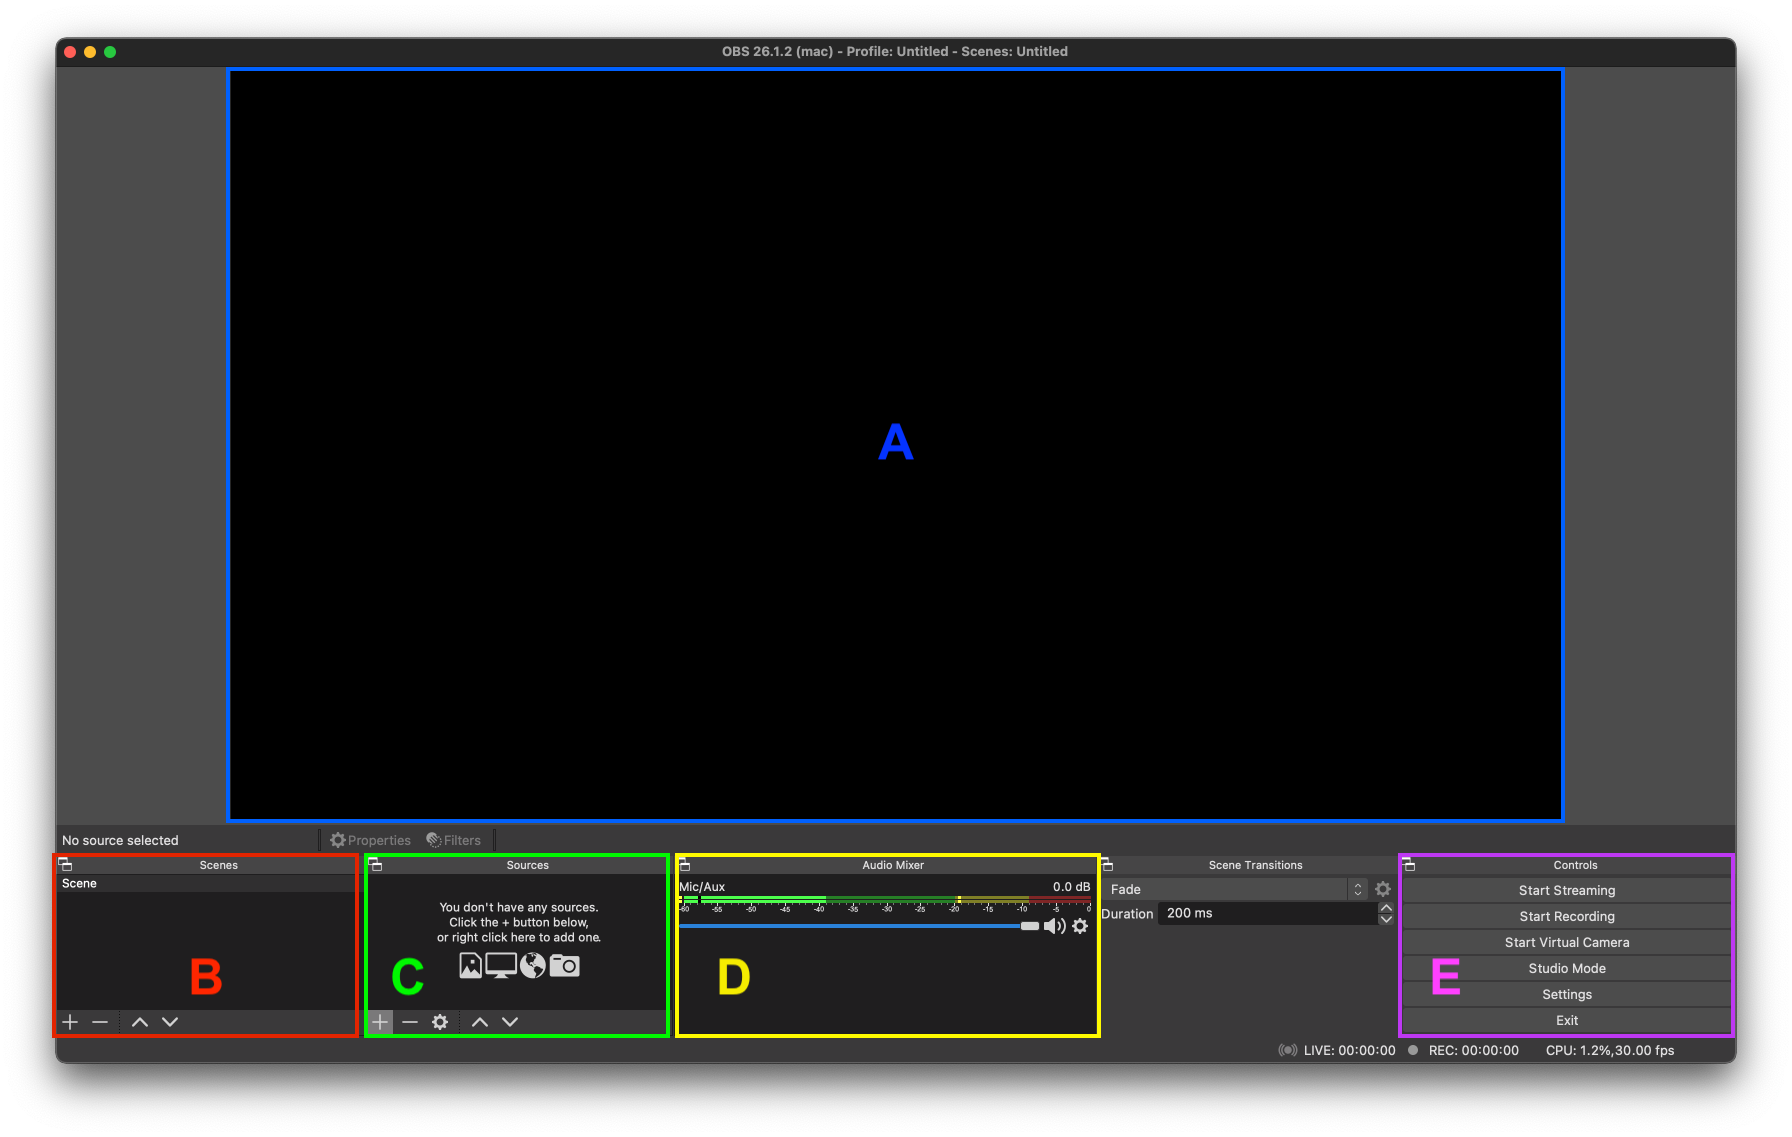 OBS 26.1.2 (mac) - Profile: Untitled - Scenes: Untitled
A
No source selected
Properties
Filters
Scenes
Scene
B
Sources
You don't have any sources.
Click the + button below,
or right click here to add one.
C
Audio Mixer
Mic/Aux
0.0 dB
-60 -55 -50 -45 -40 -35 -30 -25 -20 -15 -10 -5 0
D
Scene Transitions
Fade
Duration 200 ms
Controls
Start Streaming
Start Recording
Start Virtual Camera
Studio Mode
Settings
Exit
E
LIVE: 00:00:00 REC: 00:00:00 CPU: 1.2%,30.00 fps